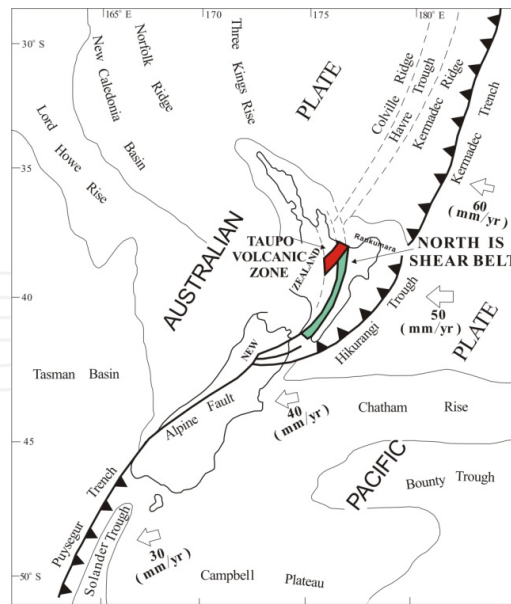 165° E
170
175
180° E
30° S
35
40
45
50° S
New Caledonia
Basin
Norfolk
Ridge
Three
Kings
Rise
Lord
Howe
Rise
PLATE
Colville Ridge
Havre Trough
Kermadec Ridge
Kermadec Trench
60
(mm/yr)
AUSTRALIAN
TAUPO
VOLCANIC
ZONE
NEW
ZEALAND
Raukumara
NORTH IS
SHEAR BELT
50
(mm/yr)
Hikurangi Trough
PLATE
Tasman Basin
Alpine Fault
40
(mm/yr)
Chatham Rise
PACIFIC
Bounty Trough
Puysegur Trench
Solander Trough
30
(mm/yr)
Campbell Plateau